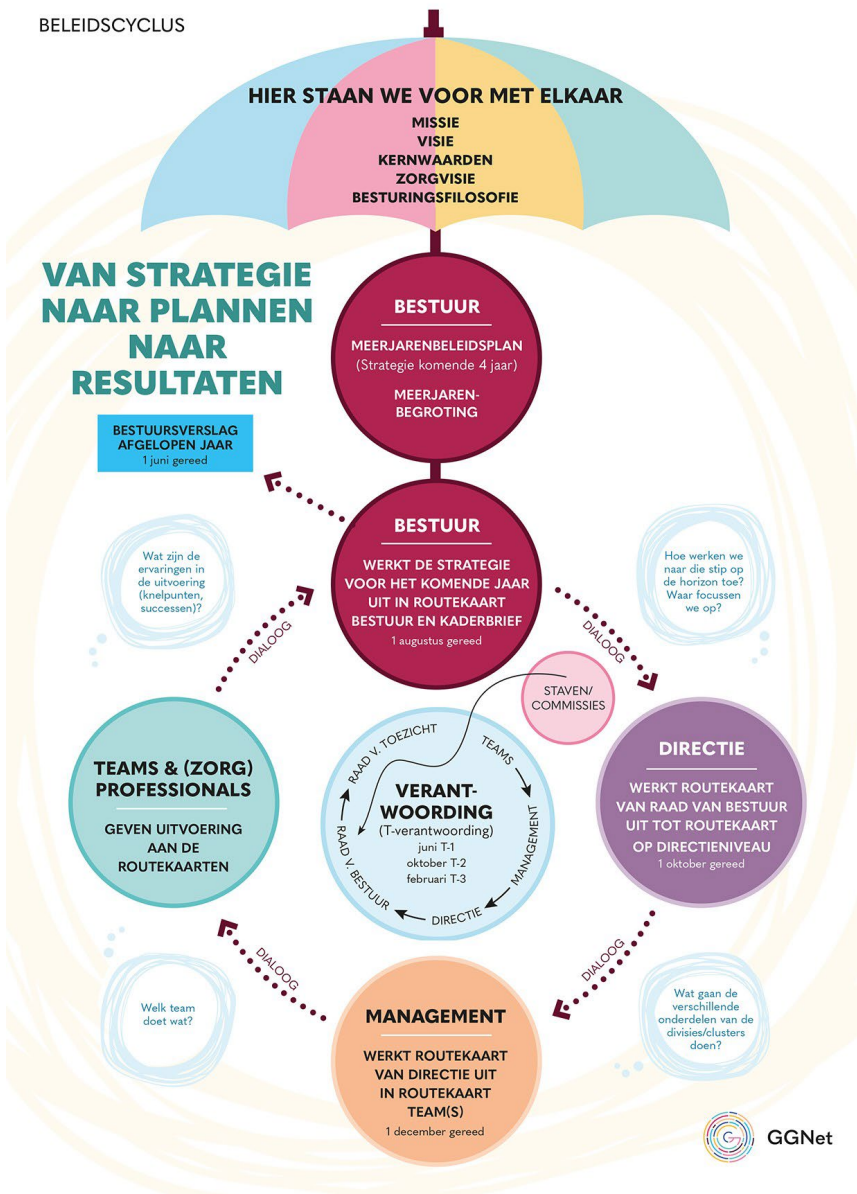 BELEIDSCYCLUS
HIER STAAN WE VOOR MET ELKAAR
MISSIE
VISIE
KERNWAARDEN
ZORGVISIE
BESTURINGSFILOSOFIE
VAN STRATEGIE
NAAR PLANNEN
NAAR
RESULTATEN
BESTUUR
MEERJARENBELEIDSPLAN
(Strategie komende 4 jaar)
MEERJAREN-
BEGROTING
BESTUURSVERSLAG
AFGELOPEN JAAR
1 juni gereed
BESTUUR
WERKT DE STRATEGIE
VOOR HET KOMENDE JAAR
UIT IN ROUTEKAART
BESTUUR EN KADERBRIEF
1 augustus gereed
Wat zijn de
ervaringen in
de uitvoering
(knelpunten,
successen)?
DIALOOG
Hoe werken we
naar die stip op
de horizon toe?
Waar focussen
we op?
DIALOOG
STAVEN/
COMMISSIES
TEAMS & (ZORG)
PROFESSIONALS
GEVEN UITVOERING
AAN DE
ROUTEKAARTEN
RAAD V. TOEZICHT
TEAMS
MANAGEMENT
DIRECTIE
RAAD V. BESTUUR
VERANT-
WOORDING
(T-verantwoording)
juni T-1
oktober T-2
februari T-3
DIRECTIE
WERKT ROUTEKAART
VAN RAAD VAN BESTUUR
UIT TOT ROUTEKAART
OP DIRECTIENIVEAU
1 oktober gereed
DIALOOG
DIALOOG
Welk team
doet wat?
MANAGEMENT
WERKT ROUTEKAART
VAN DIRECTIE UIT
IN ROUTEKAART
TEAM(S)
1 december gereed
Wat gaan de
verschillende
onderdelen van de
divisies/clusters
doen?
GGNet